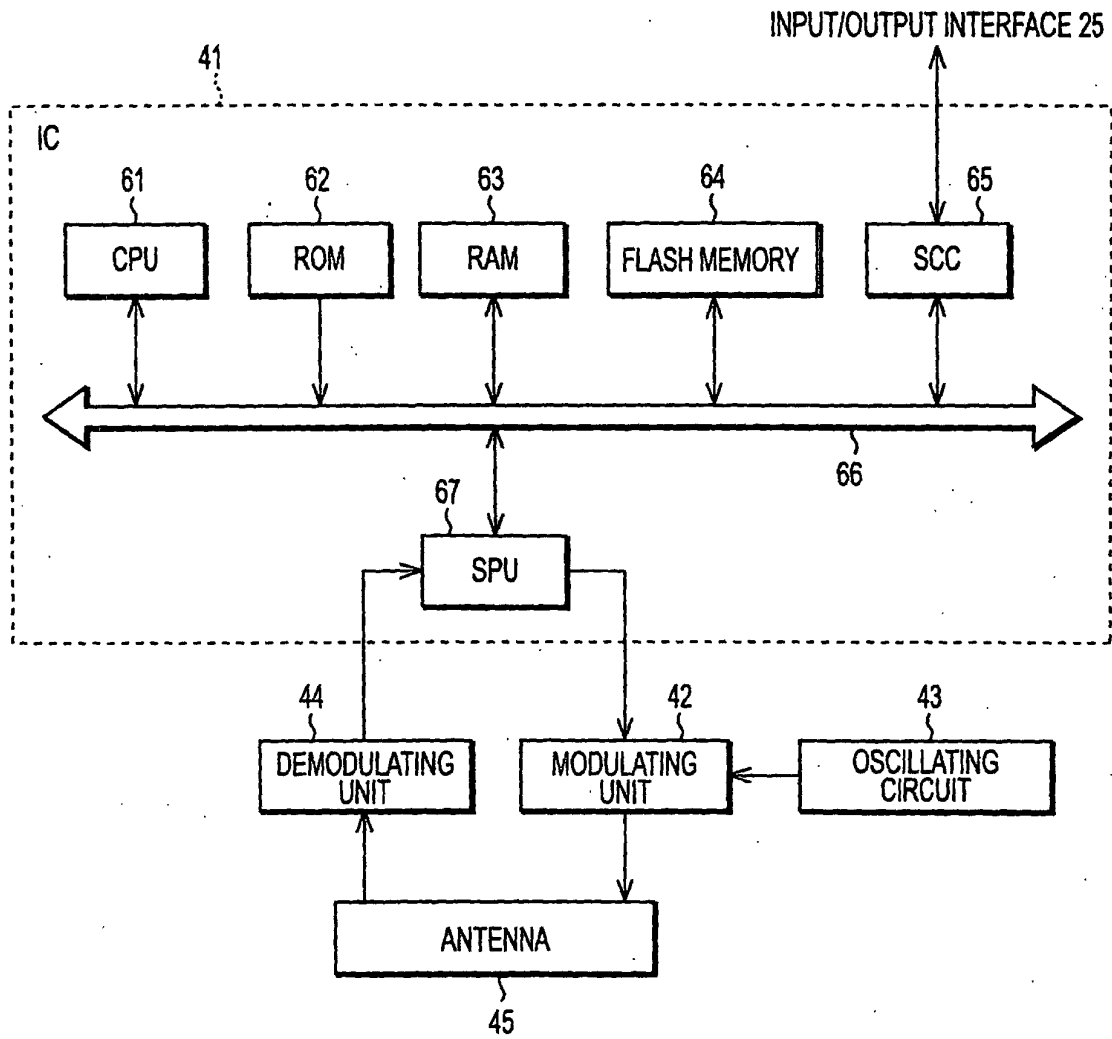 INPUT/OUTPUT INTERFACE 25
41
IC
61
62
63
64
65
CPU
ROM
RAM
FLASH MEMORY
SCC
66
67
SPU
44
42
43
DEMODULATING
UNIT
MODULATING
UNIT
OSCILLATING
CIRCUIT
ANTENNA
45